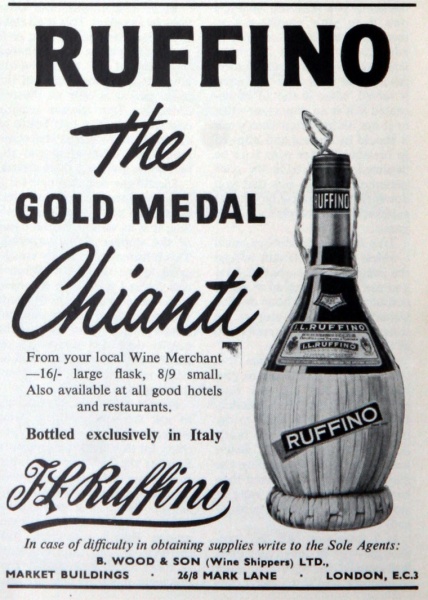 RUFFINO
The
GOLD MEDAL
Chianti
From your local Wine Merchant
—16/- large flask, 8/9 small.
Also available at all good hotels
and restaurants.
Bottled exclusively in Italy
I.L. Ruffino
RUFFINO
I.L.RUFFINO
I.L.RUFFINO
RUFFINO
In case of difficulty in obtaining supplies write to the Sole Agents:
B. WOOD & SON (Wine Shippers) LTD.,
MARKET BUILDINGS · 26/8 MARK LANE · LONDON, E.C.3